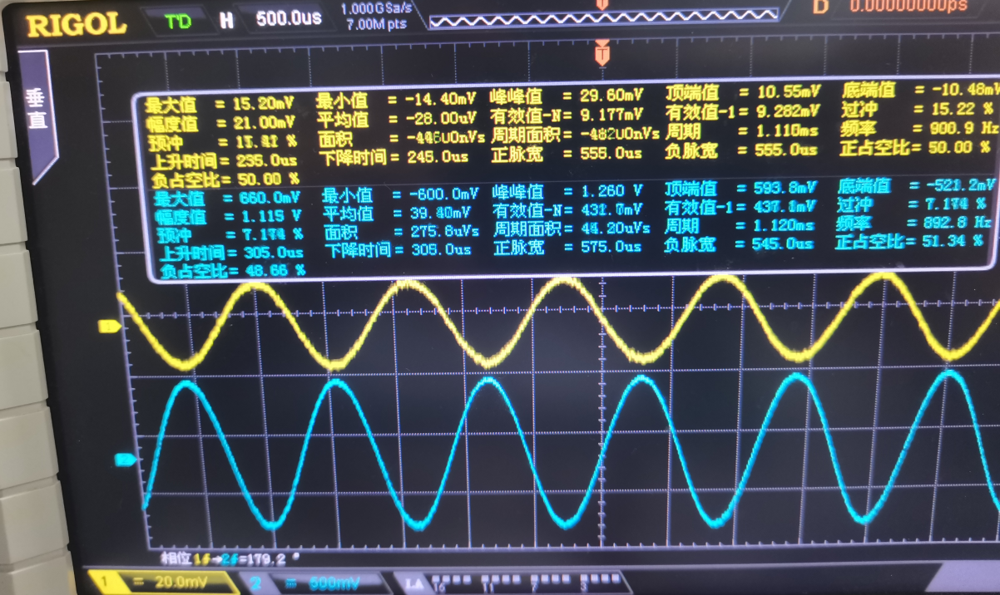 RIGOL T'D H 500.0us 1.000GSa/s 7.00M pts D 0.00000000ps
T
垂直
最大值 = 15.20mV 最小值 = -14.40mV 峰峰值 = 29.60mV 顶端值 = 10.55mV 底端值 = -10.48mV
幅度值 = 21.00mV 平均值 = -28.00uV 有效值-N= 9.177mV 有效值-1= 9.282mV 过冲 = 15.22 %
预冲 面积 周期面积= 周期 = 1.110ms 频率 = 900.9 Hz
上升时间= 235.0us 下降时间= 245.0us 正脉宽 = 555.0us 负脉宽 = 555.0us 正占空比= 50.00 %
负占空比= 50.00 %
最大值 = 660.0mV 最小值 = -600.0mV 峰峰值 = 1.260 V 顶端值 = 593.8mV 底端值 = -521.2mV
幅度值 = 1.115 V 平均值 = 39.40mV 有效值-N= 有效值-1= 过冲 = 7.174 %
预冲 = 7.174 % 面积 = 275.8uVs 周期面积= 44.20uVs 周期 = 1.120ms 频率 = 892.8 Hz
上升时间= 305.0us 下降时间= 305.0us 正脉宽 = 575.0us 负脉宽 = 545.0us 正占空比= 51.34 %
负占空比= 48.66 %
1
2
相位1→2=179.2 °
1 = 20.0mV 2 = 500mV LA 15 11 7 3